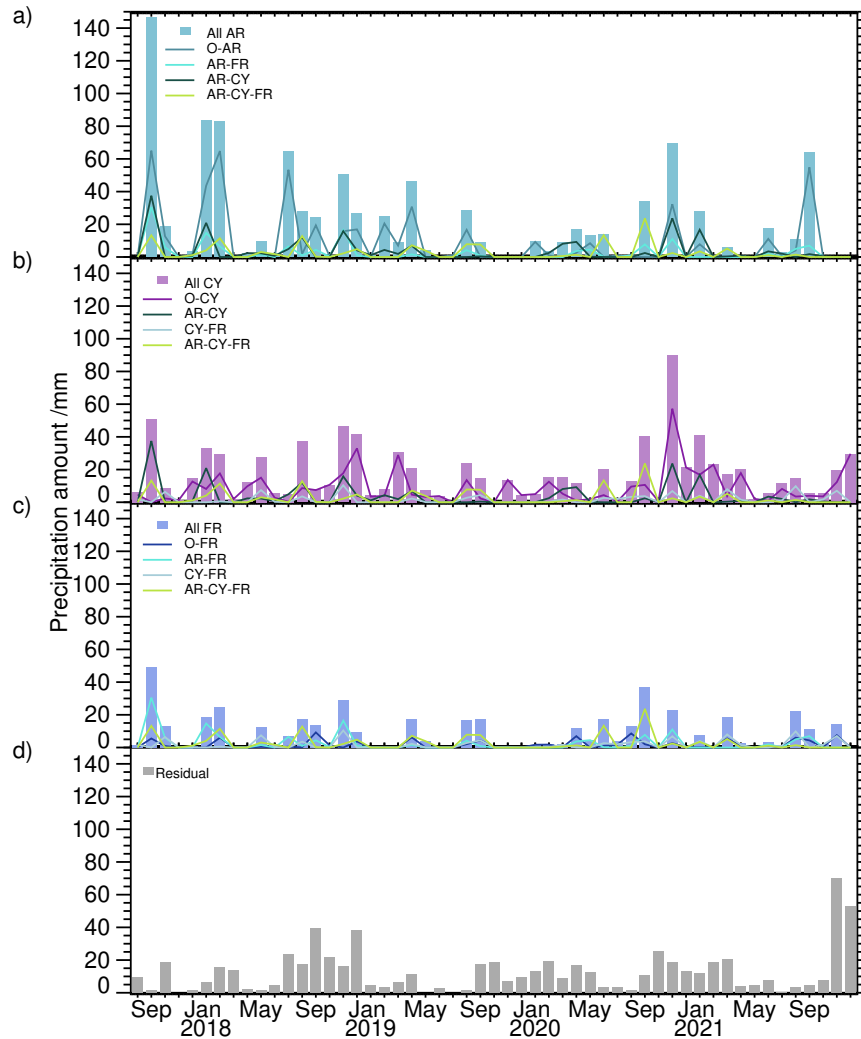 a)
140
120
100
80
60
40
20
0
All AR
O-AR
AR-FR
AR-CY
AR-CY-FR
b)
140
120
100
80
60
40
20
0
All CY
O-CY
AR-CY
CY-FR
AR-CY-FR
Precipitation amount /mm
c)
140
120
100
80
60
40
20
0
All FR
O-FR
AR-FR
CY-FR
AR-CY-FR
d)
140
120
100
80
60
40
20
0
Residual
Sep Jan May Sep Jan May Sep Jan May Sep Jan May Sep
2018 2019 2020 2021